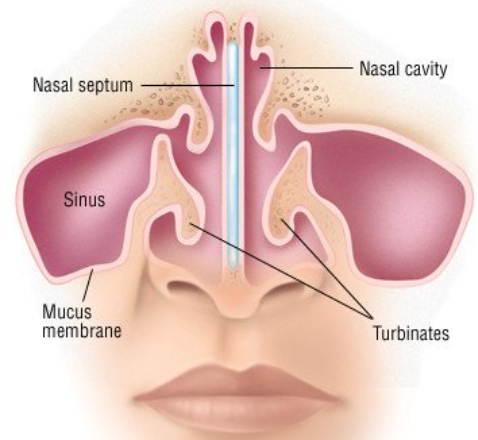 Nasal septum
Nasal cavity
Sinus
Mucus
membrane
Turbinates